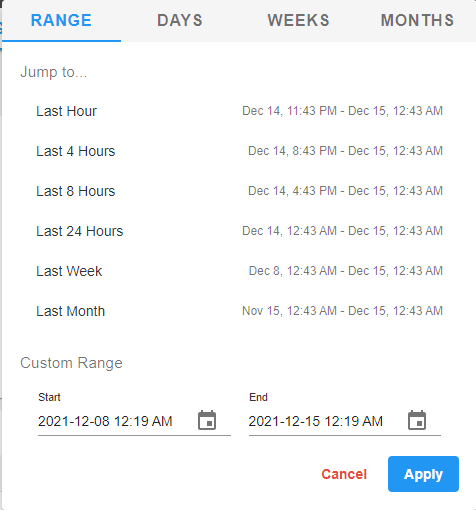 RANGE DAYS WEEKS MONTHS
Jump to...
Last Hour Dec 14, 11:43 PM - Dec 15, 12:43 AM
Last 4 Hours Dec 14, 8:43 PM - Dec 15, 12:43 AM
Last 8 Hours Dec 14, 4:43 PM - Dec 15, 12:43 AM
Last 24 Hours Dec 14, 12:43 AM - Dec 15, 12:43 AM
Last Week Dec 8, 12:43 AM - Dec 15, 12:43 AM
Last Month Nov 15, 12:43 AM - Dec 15, 12:43 AM
Custom Range
Start End
2021-12-08 12:19 AM 2021-12-15 12:19 AM
Cancel Apply